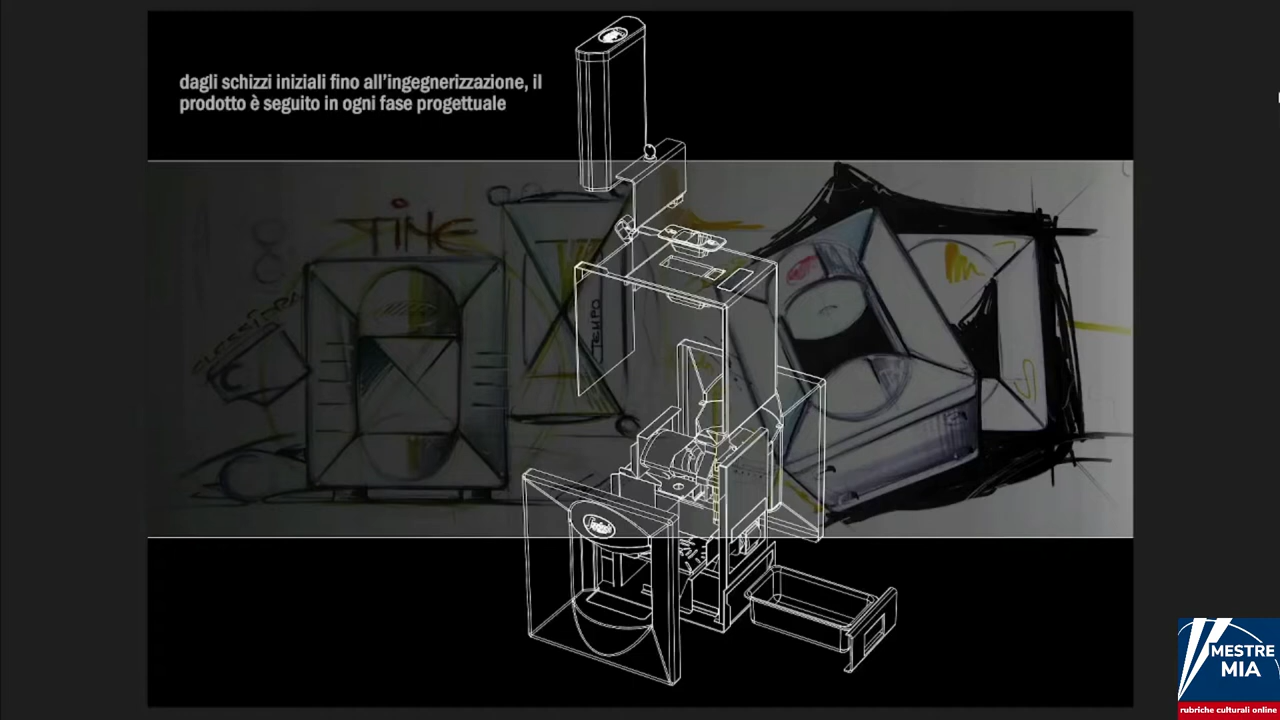 dagli schizzi iniziali fino all'ingegnerizzazione, il
prodotto è seguito in ogni fase progettuale
TIME
CLESSIDRA
TEMPO
MESTRE
MIA
rubriche culturali online